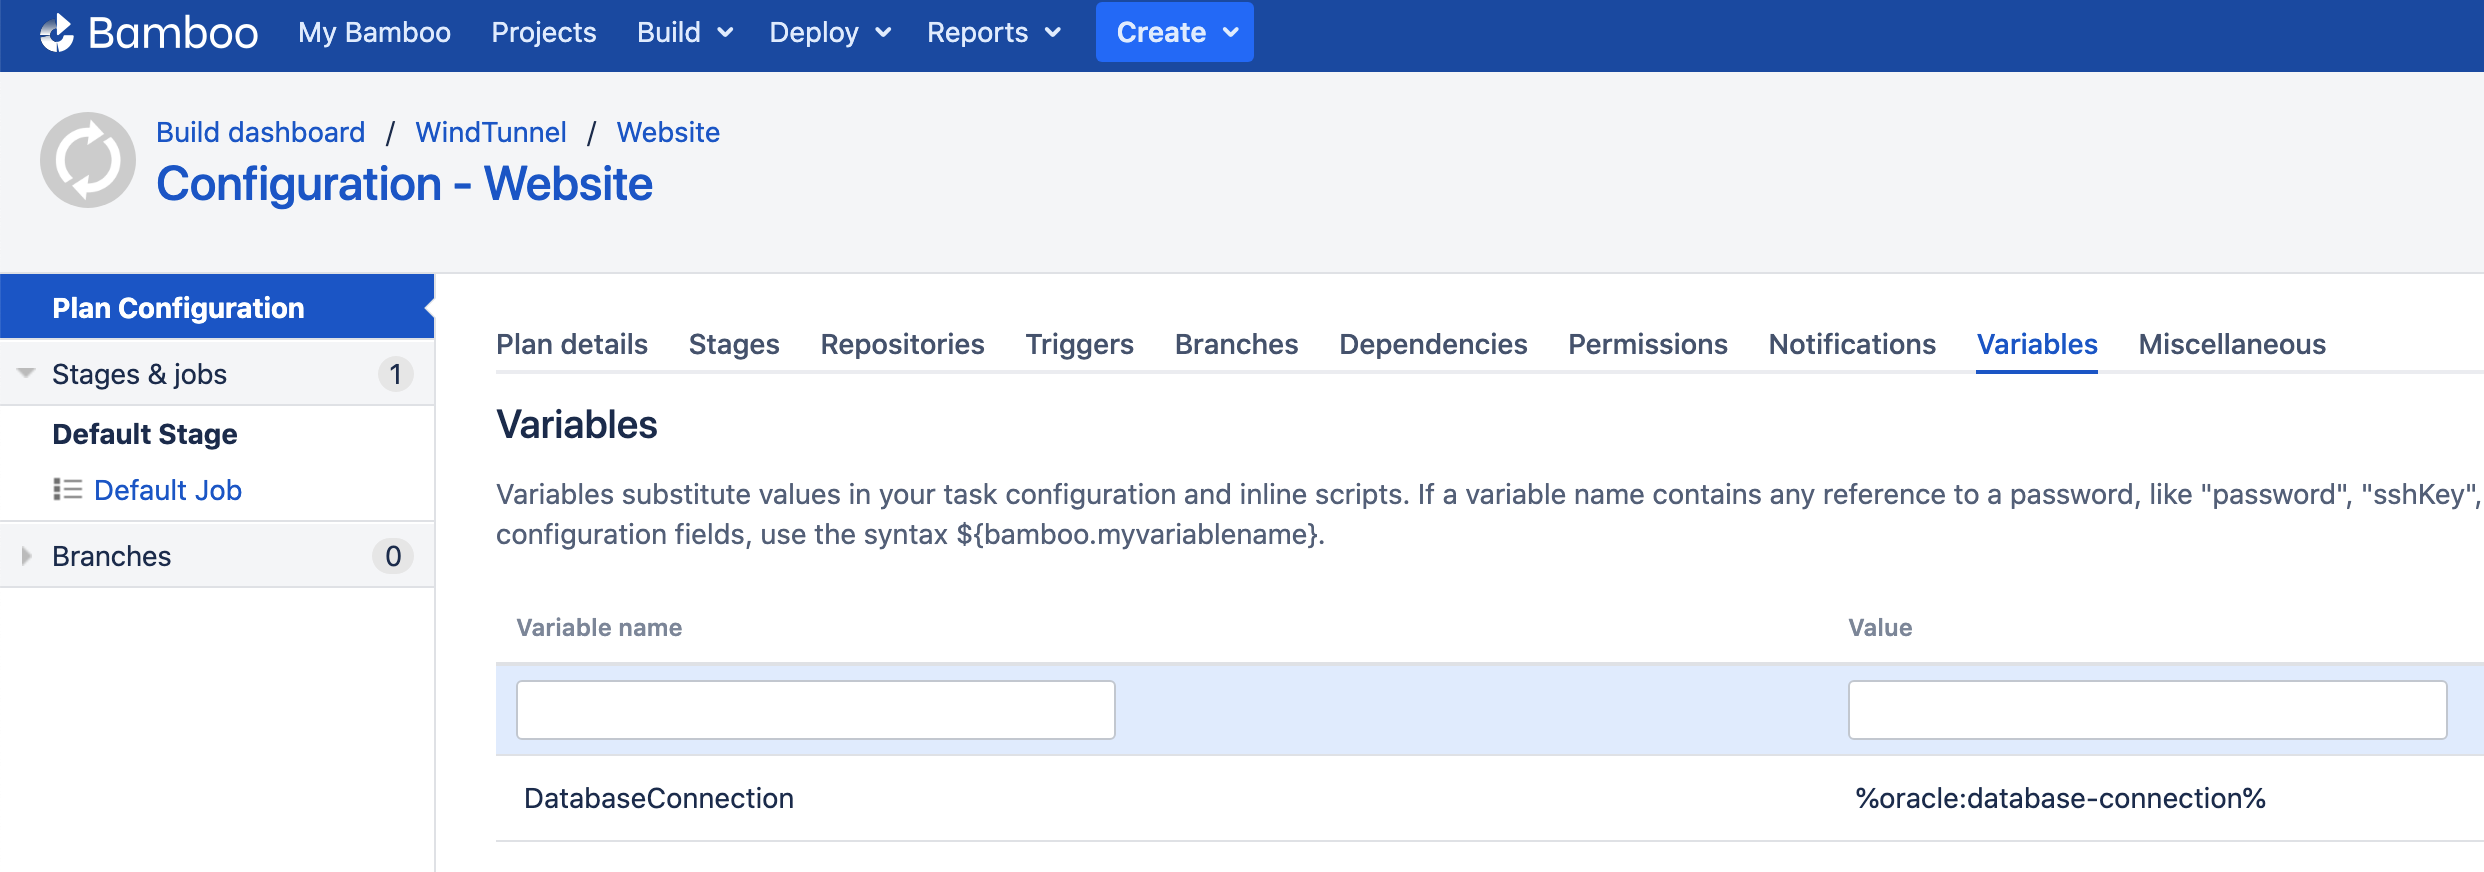 Bamboo My Bamboo Projects Build Deploy Reports Create
Build dashboard / WindTunnel / Website
Configuration - Website
Plan Configuration
Stages & jobs 1
Default Stage
Default Job
Branches 0
Plan details Stages Repositories Triggers Branches Dependencies Permissions Notifications Variables Miscellaneous
Variables
Variables substitute values in your task configuration and inline scripts. If a variable name contains any reference to a password, like "password", "sshKey",
configuration fields, use the syntax ${bamboo.myvariablename}.
Variable name Value
DatabaseConnection %oracle:database-connection%